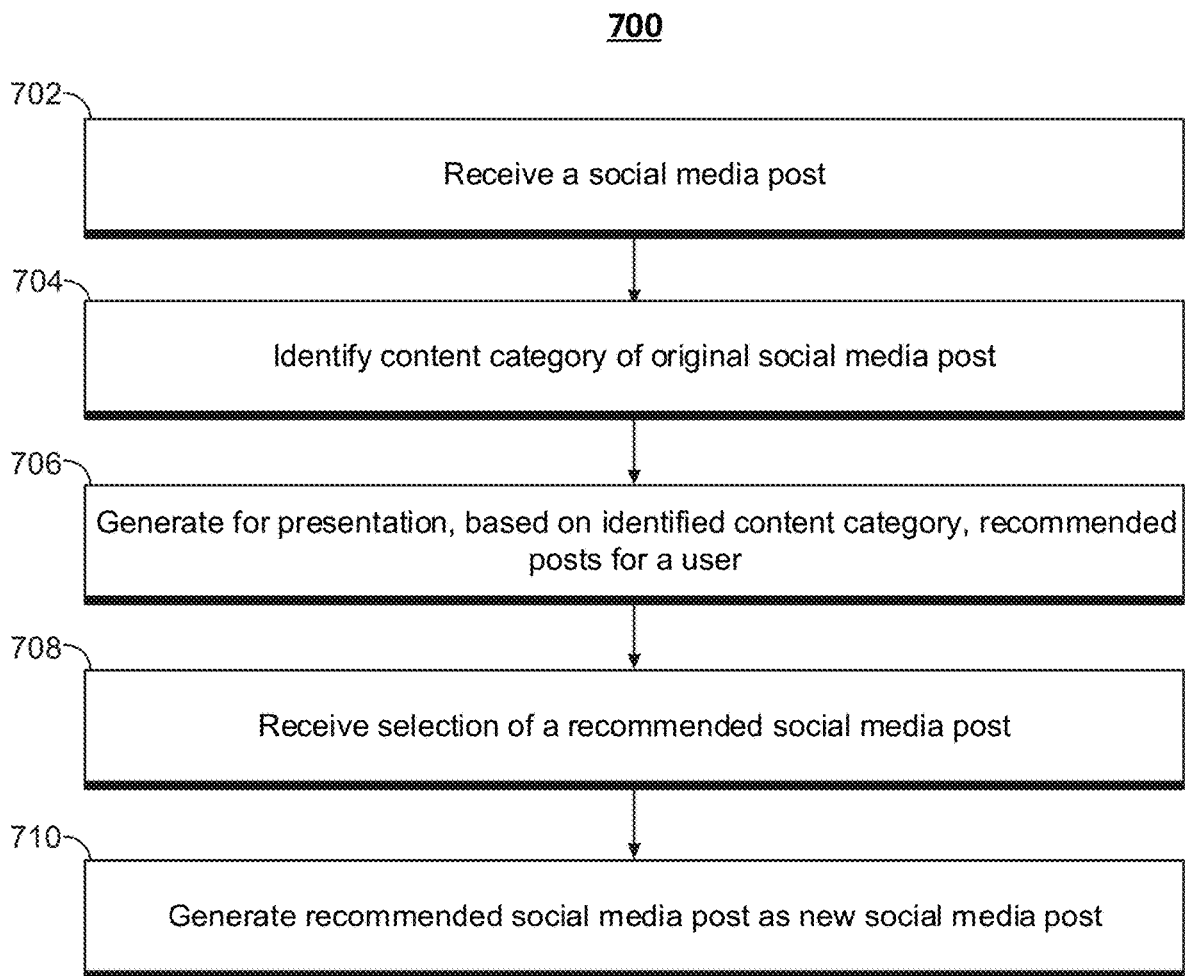 700
702
Receive a social media post
704
Identify content category of original social media post
706
Generate for presentation, based on identified content category, recommended
posts for a user
708
Receive selection of a recommended social media post
710
Generate recommended social media post as new social media post